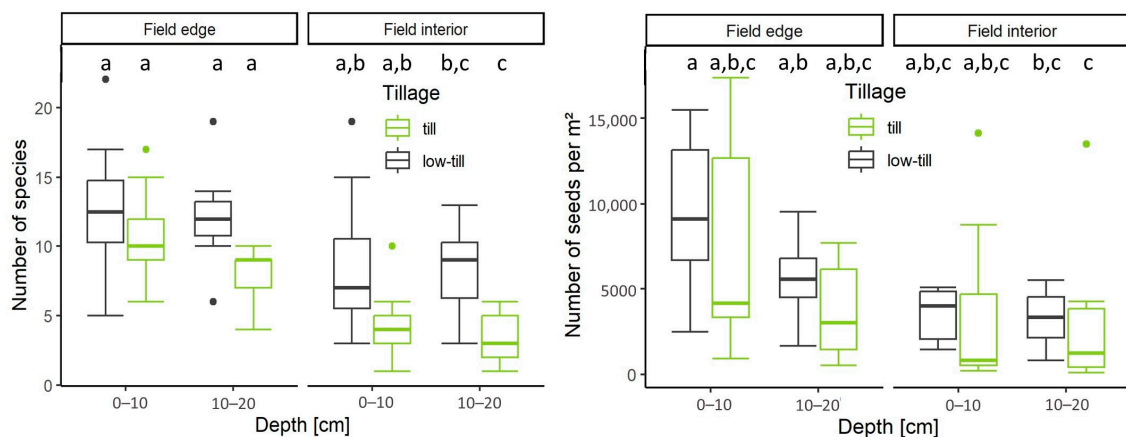 Field edge
Field interior
a a a a
a,b a,b b,c c
Tillage
till
low-till
Number of species
20
15
10
5
0
0–10 10–20
0–10 10–20
Depth [cm]
Field edge
Field interior
a a,b,c a,b a,b,c
a,b,c a,b,c b,c c
Tillage
till
low-till
Number of seeds per m²
15,000
10,000
5000
0
0–10 10–20
0–10 10–20
Depth [cm]